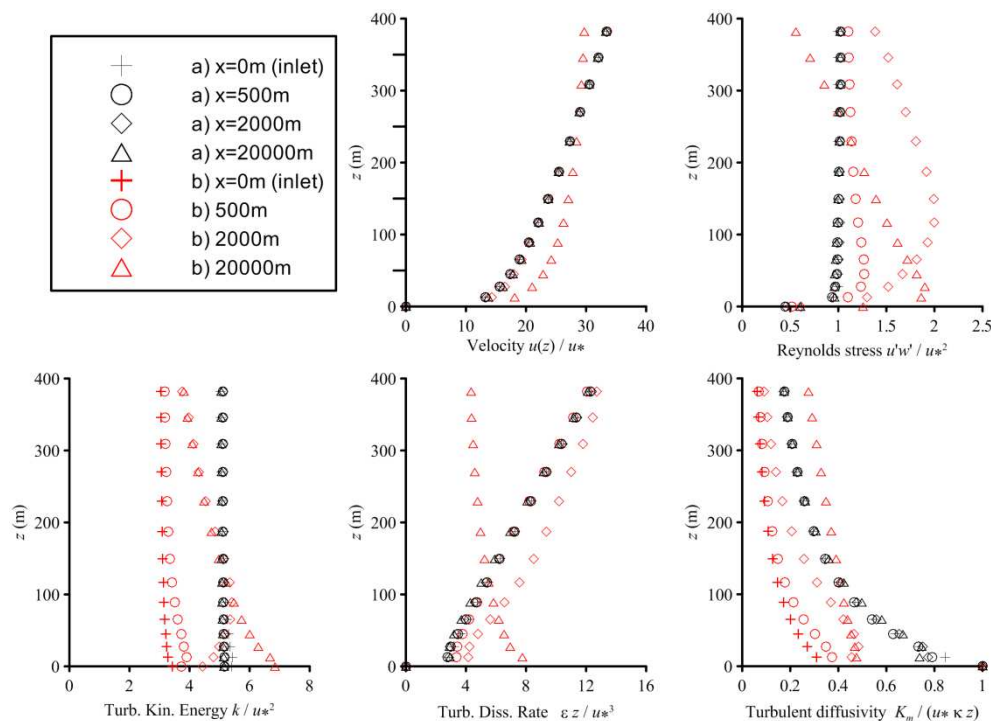 a) x=0m (inlet)
a) x=500m
a) x=2000m
a) x=20000m
b) x=0m (inlet)
b) 500m
b) 2000m
b) 20000m
400
300
200
100
0
z (m)
0 10 20 30 40
Velocity u(z) / u*
400
300
200
100
0
z (m)
0 0.5 1 1.5 2 2.5
Reynolds stress u'w' / u*²
400
300
200
100
0
z (m)
0 2 4 6 8
Turb. Kin. Energy k / u*²
400
300
200
100
0
z (m)
0 4 8 12 16
Turb. Diss. Rate ε z / u*³
400
300
200
100
0
z (m)
0 0.2 0.4 0.6 0.8 1
Turbulent diffusivity Kₘ / (u* κ z)